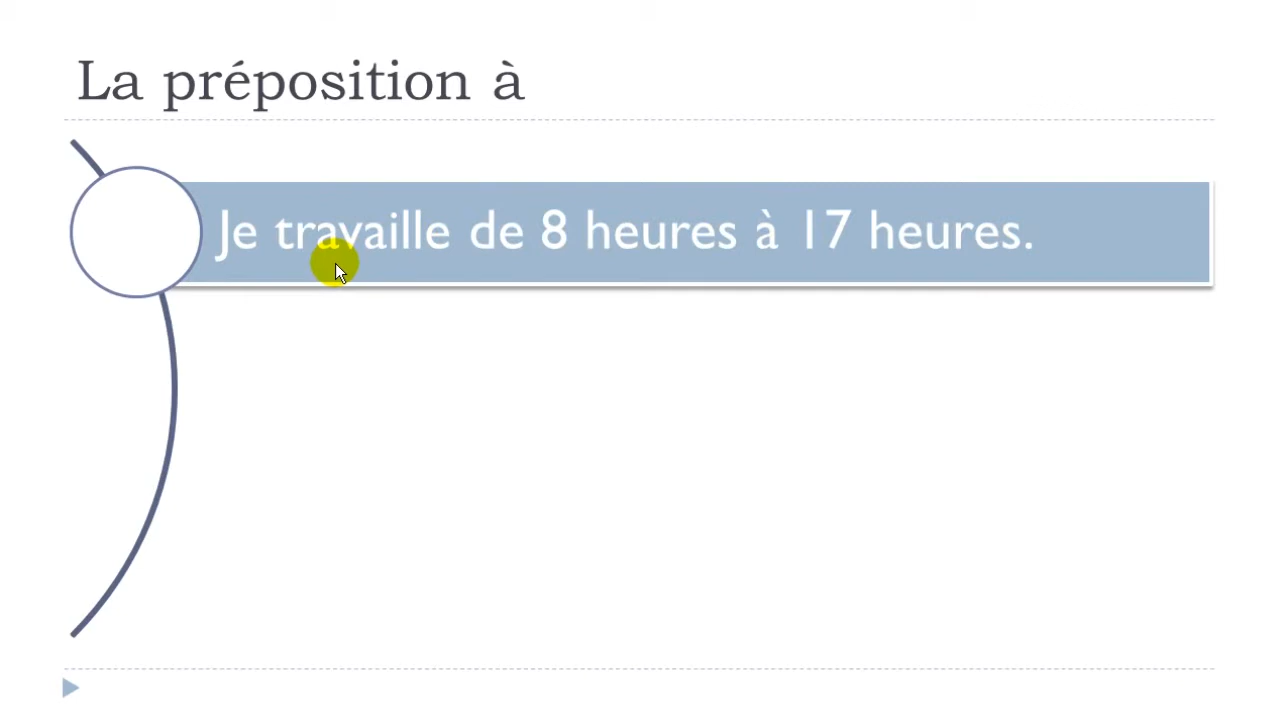 La préposition à
Je travaille de 8 heures à 17 heures.